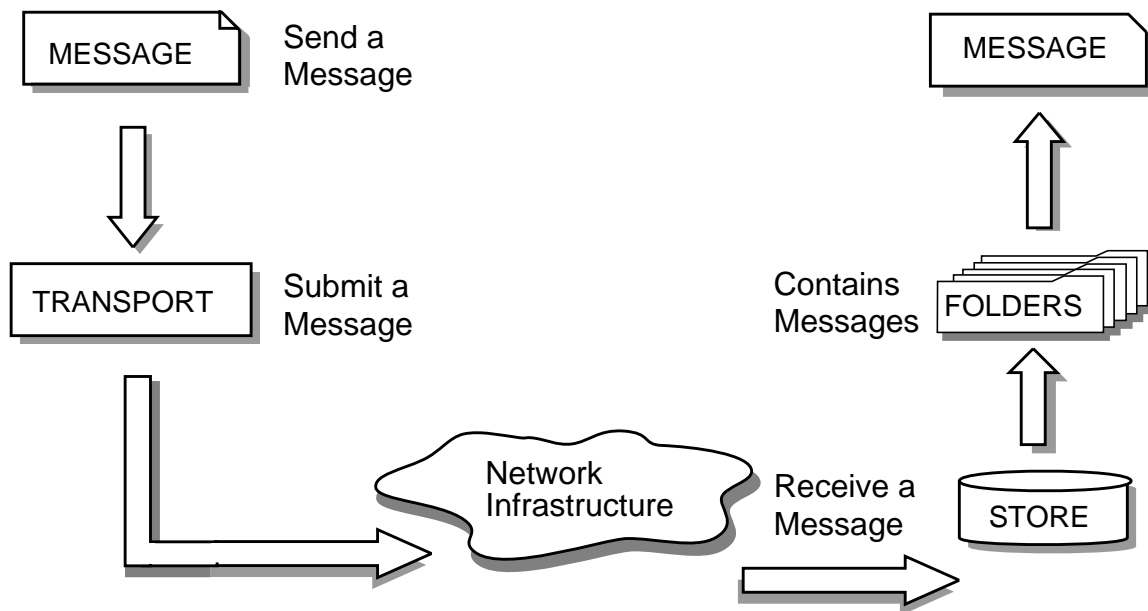 MESSAGE
Send a
Message
TRANSPORT
Submit a
Message
Network
Infrastructure
Receive a
Message
STORE
Contains
Messages
FOLDERS
MESSAGE